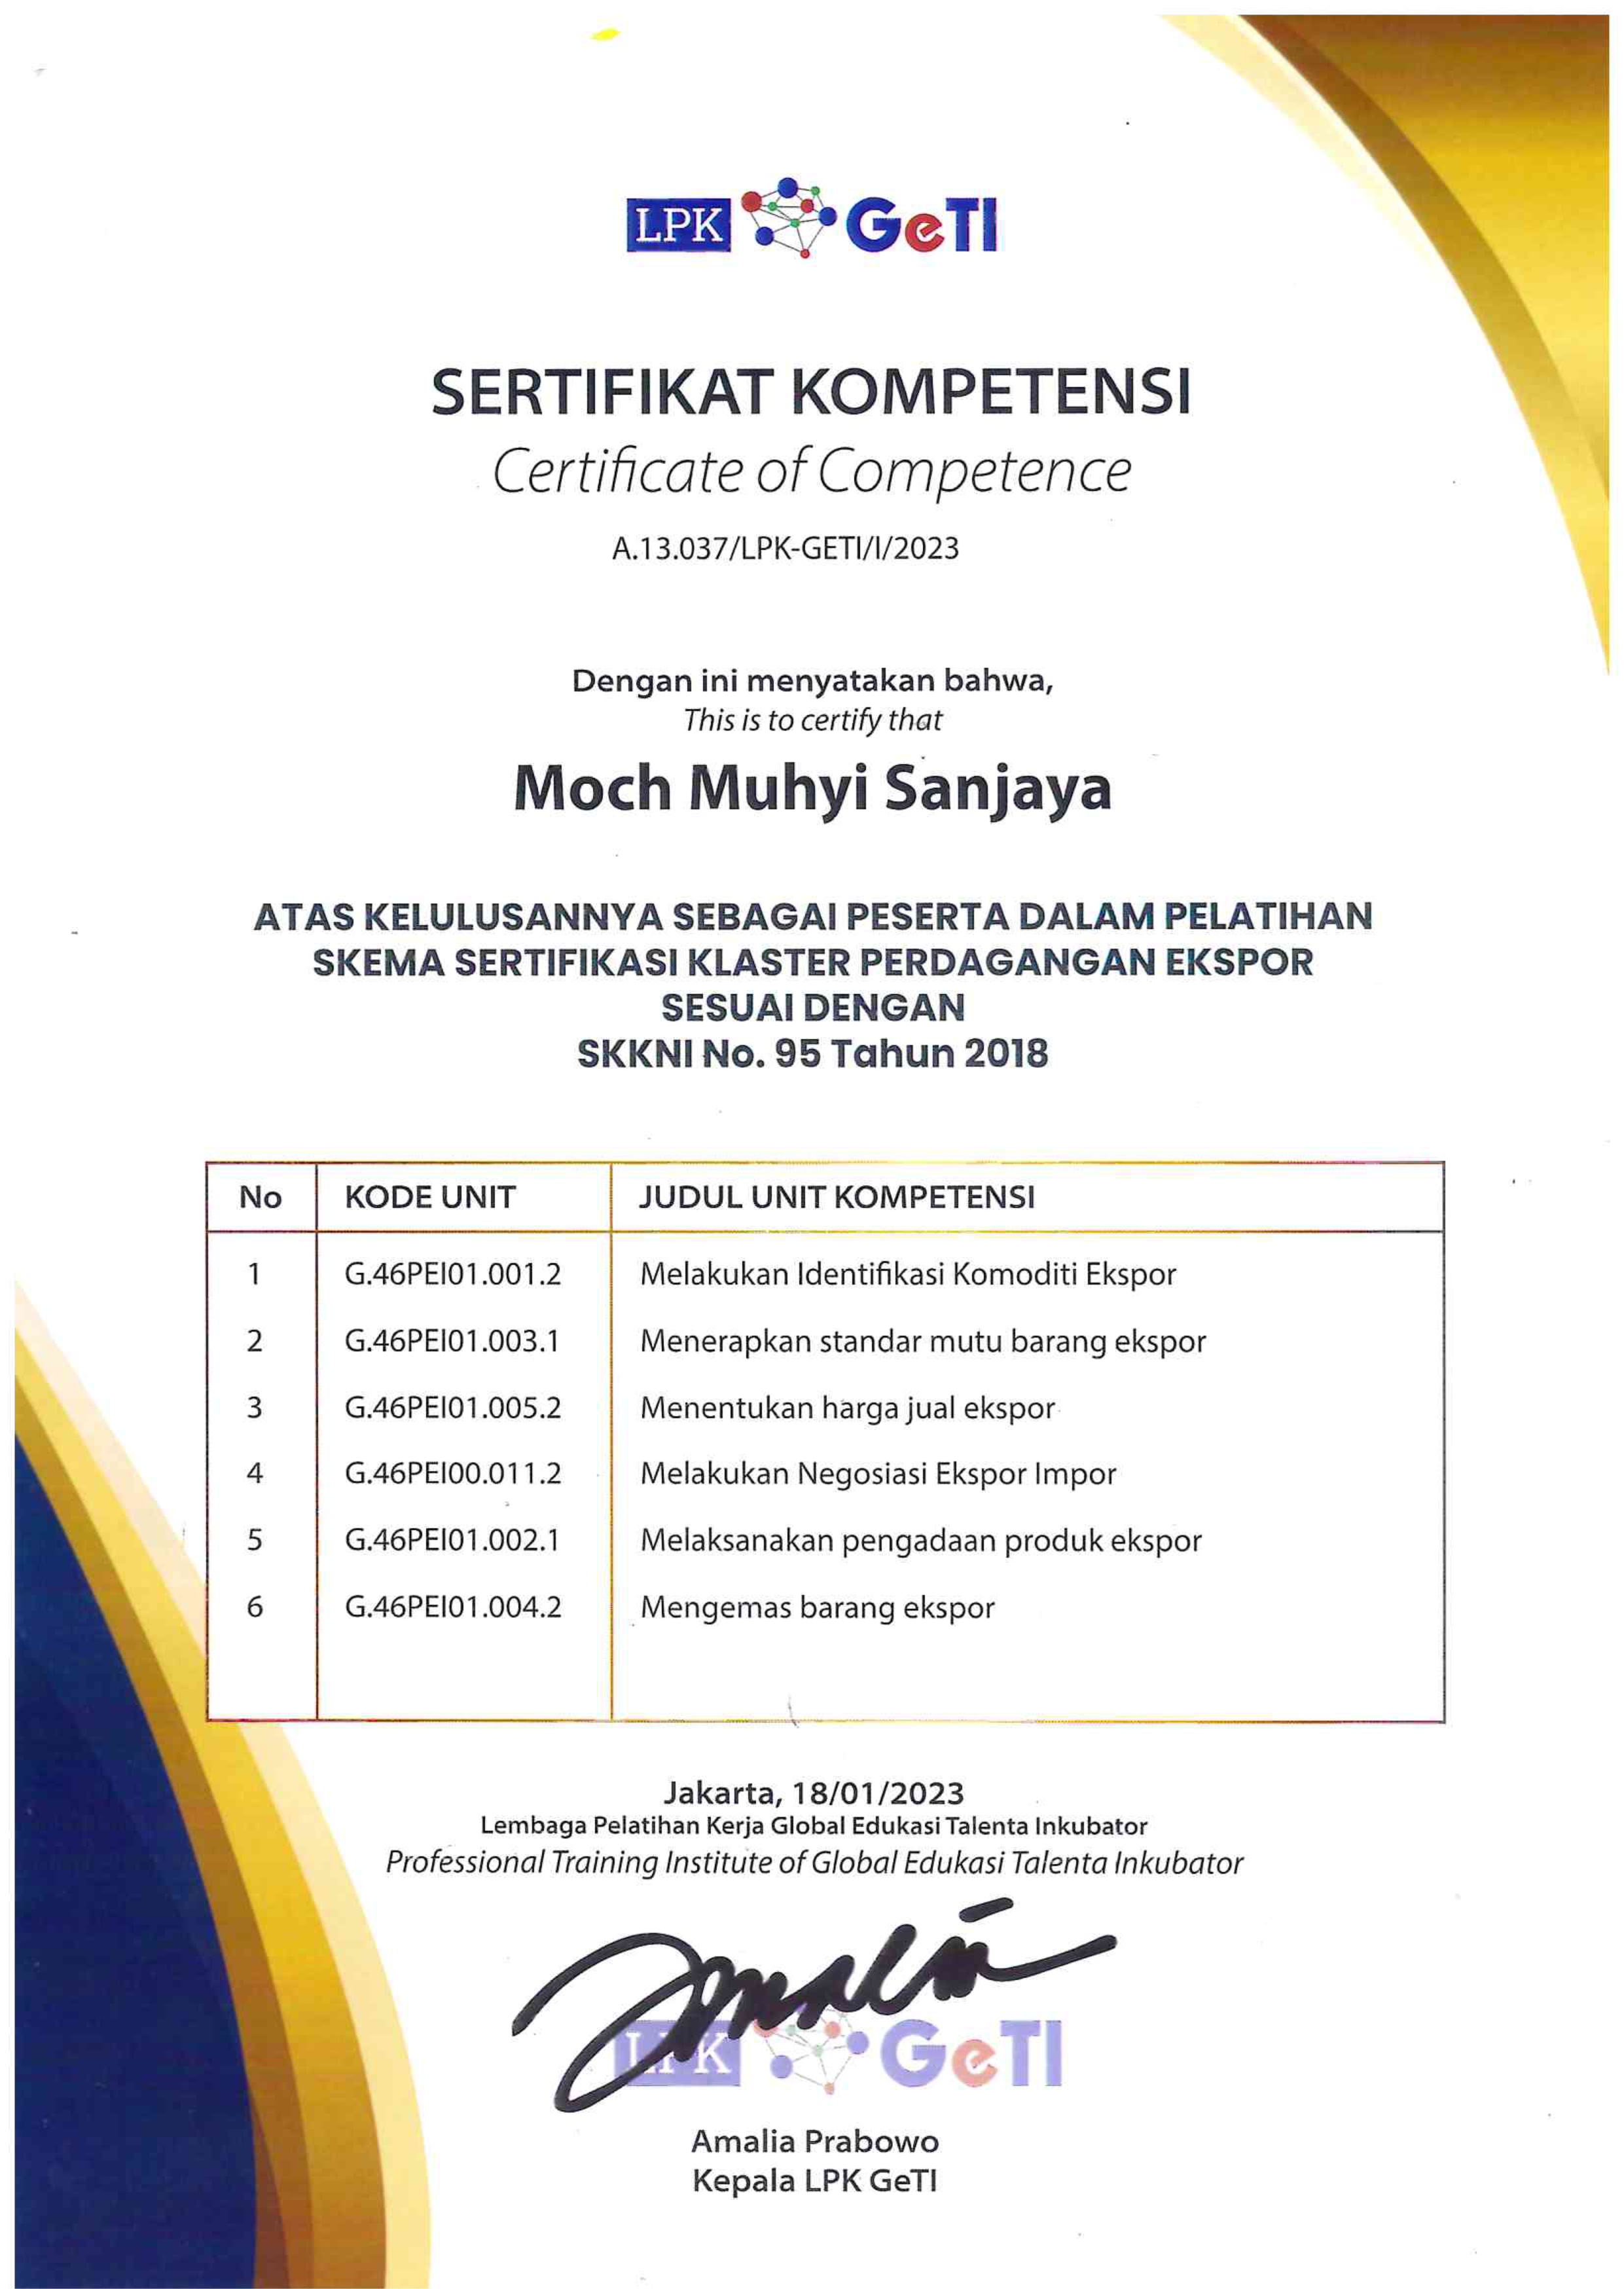 LPK GeTI
SERTIFIKAT KOMPETENSI
Certificate of Competence
A.13.037/LPK-GETI/I/2023
Dengan ini menyatakan bahwa,
This is to certify that
Moch Muhyi Sanjaya
ATAS KELULUSANNYA SEBAGAI PESERTA DALAM PELATIHAN
SKEMA SERTIFIKASI KLASTER PERDAGANGAN EKSPOR
SESUAI DENGAN
SKKNI No. 95 Tahun 2018
No KODE UNIT JUDUL UNIT KOMPETENSI
1 G.46PEI01.001.2 Melakukan Identifikasi Komoditi Ekspor
2 G.46PEI01.003.1 Menerapkan standar mutu barang ekspor
3 G.46PEI01.005.2 Menentukan harga jual ekspor
4 G.46PEI00.011.2 Melakukan Negosiasi Ekspor Impor
5 G.46PEI01.002.1 Melaksanakan pengadaan produk ekspor
6 G.46PEI01.004.2 Mengemas barang ekspor
Jakarta, 18/01/2023
Lembaga Pelatihan Kerja Global Edukasi Talenta Inkubator
Professional Training Institute of Global Edukasi Talenta Inkubator
LPK GeTI
Amalia Prabowo
Kepala LPK GeTI